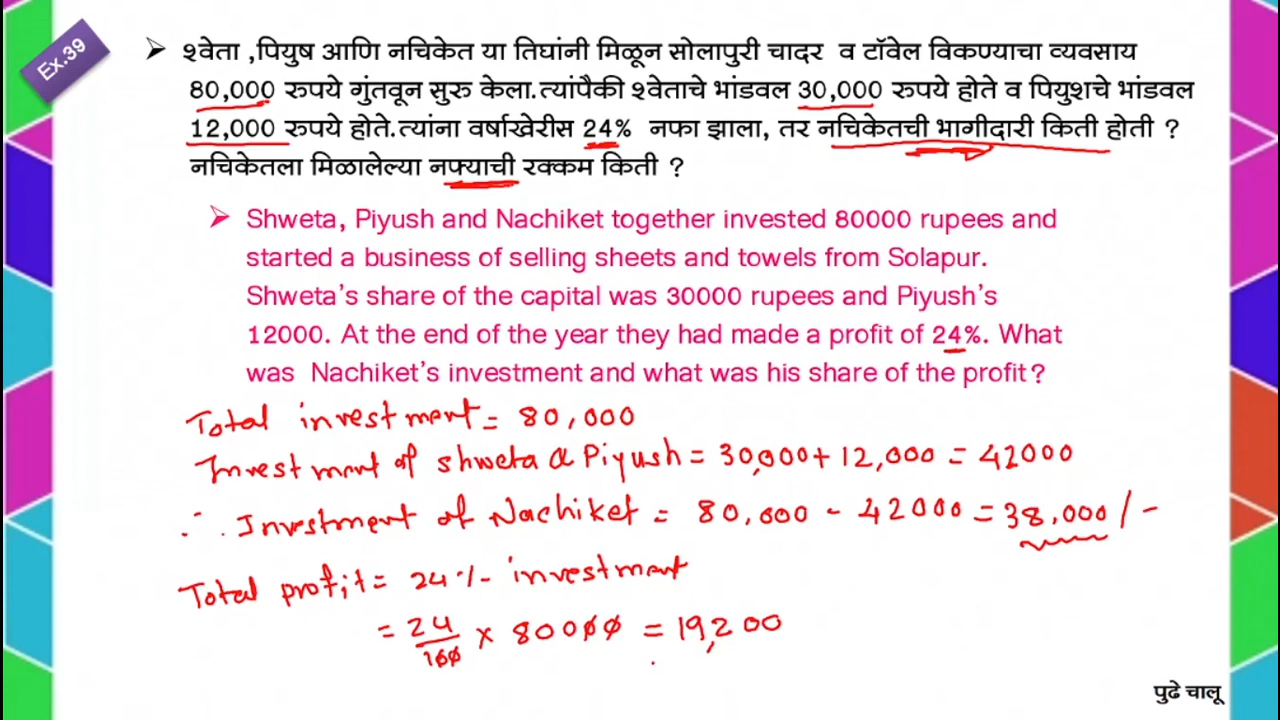 Ex.39
➢ श्वेता ,पियुष आणि नचिकेत या तिघांनी मिळून सोलापुरी चादर व टॉवेल विकण्याचा व्यवसाय
80,000 रुपये गुंतवून सुरु केला.त्यांपैकी श्वेताचे भांडवल 30,000 रुपये होते व पियुशचे भांडवल
12,000 रुपये होते.त्यांना वर्षाखेरीस 24% नफा झाला, तर नचिकेतची भागीदारी किती होती ?
नचिकेतला मिळालेल्या नफ्याची रक्कम किती ?
➢ Shweta, Piyush and Nachiket together invested 80000 rupees and
started a business of selling sheets and towels from Solapur.
Shweta's share of the capital was 30000 rupees and Piyush's
12000. At the end of the year they had made a profit of 24%. What
was Nachiket's investment and what was his share of the profit?
Total investment = 80,000
Investment of shweta & Piyush = 30,000 + 12,000 = 42000
∴ Investment of Nachiket = 80,000 - 42000 = 38,000/-
Total profit = 24% investment
= 24/100 × 80000 = 19,200
पुढे चालू